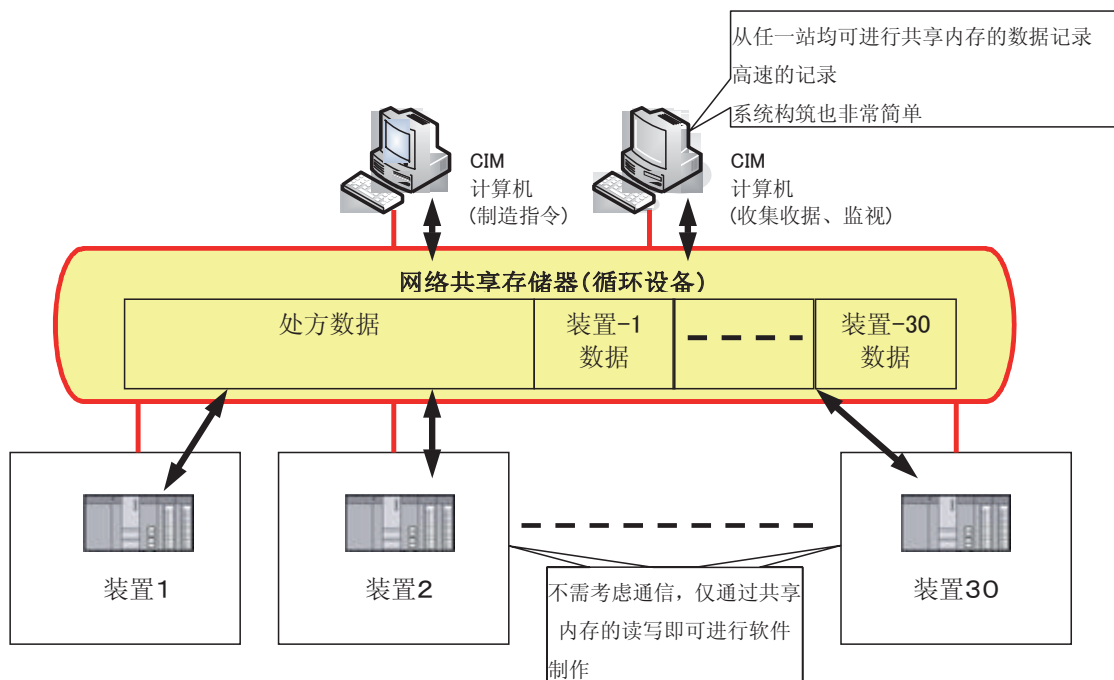 从任一站均可进行共享内存的数据记录
高速的记录
系统构筑也非常简单
CIM
计算机
(制造指令)
CIM
计算机
(收集收据、监视)
网络共享存储器(循环设备)
处方数据
装置-1
数据
装置-30
数据
装置1
装置2
装置30
不需考虑通信，仅通过共享
内存的读写即可进行软件
制作